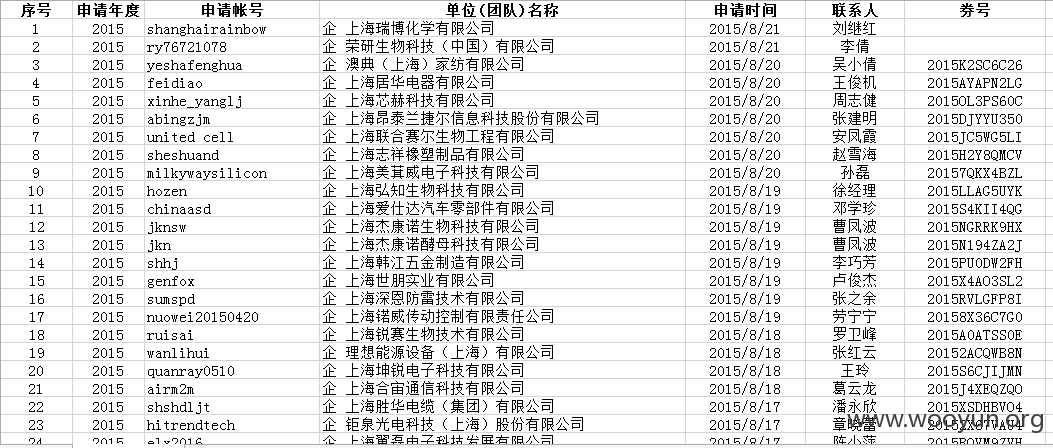 序号 申请年度 申请帐号 单位(团队)名称 申请时间 联系人 券号
1 2015 shanghairainbow 企 上海瑞博化学有限公司 2015/8/21 刘继红
2 2015 ry76721078 企 荣研生物科技（中国）有限公司 2015/8/21 李倩
3 2015 yeshafenghua 企 澳典（上海）家纺有限公司 2015/8/20 吴小倩 2015K2SC6C26
4 2015 feidiao 企 上海居华电器有限公司 2015/8/20 王俊机 2015AYAPN2LG
5 2015 xinhe_yanglj 企 上海芯赫科技有限公司 2015/8/20 周志健 2015OL3PS60C
6 2015 abingzjm 企 上海昂泰兰捷尔信息科技股份有限公司 2015/8/20 张建明 2015DJYYU350
7 2015 united cell 企 上海联合赛尔生物工程有限公司 2015/8/20 安凤霞 2015JC5WG5LI
8 2015 sheshuand 企 上海志祥橡塑制品有限公司 2015/8/20 赵雪海 2015H2Y8QMCV
9 2015 milkywaysilicon 企 上海美萁威电子科技有限公司 2015/8/20 孙磊 20157QKX4BZL
10 2015 hozen 企 上海弘知生物科技有限公司 2015/8/19 徐经理 2015LLAG5UYK
11 2015 chinaasd 企 上海爱仕达汽车零部件有限公司 2015/8/19 邓学珍 2015S4KII4QG
12 2015 jknsw 企 上海杰康诺生物科技有限公司 2015/8/19 曹凤波 2015NGRRK9HX
13 2015 jkn 企 上海杰康诺酵母科技有限公司 2015/8/19 曹凤波 2015N194ZA2J
14 2015 shhj 企 上海韩江五金制造有限公司 2015/8/19 李巧芳 2015PU0DW2FH
15 2015 genfox 企 上海世朋实业有限公司 2015/8/19 卢俊杰 2015X4AO3SL2
16 2015 sumspd 企 上海深恩防雷技术有限公司 2015/8/19 张之余 2015RVLGFP8I
17 2015 nuowei20150420 企 上海锘威传动控制有限责任公司 2015/8/19 劳宁宁 20158X36C7G0
18 2015 ruisai 企 上海锐赛生物技术有限公司 2015/8/18 罗卫峰 2015A0ATSSOE
19 2015 wanlihui 企 理想能源设备（上海）有限公司 2015/8/18 张红云 20152ACQWB8N
20 2015 quanray0510 企 上海坤锐电子科技有限公司 2015/8/18 王玲 2015S6CJIJMN
21 2015 airm2m 企 上海合宙通信科技有限公司 2015/8/18 葛云龙 2015J4XEQZQO
22 2015 shshdljt 企 上海胜华电缆（集团）有限公司 2015/8/17 潘永欣 2015XSDHBV04
23 2015 hitrendtech 企 钜泉光电科技（上海）股份有限公司 2015/8/17
24 2015 elx2016 企 上海翼磊电子科技发展有限公司 2015/8/17 陈小萍
www.wooyun.org